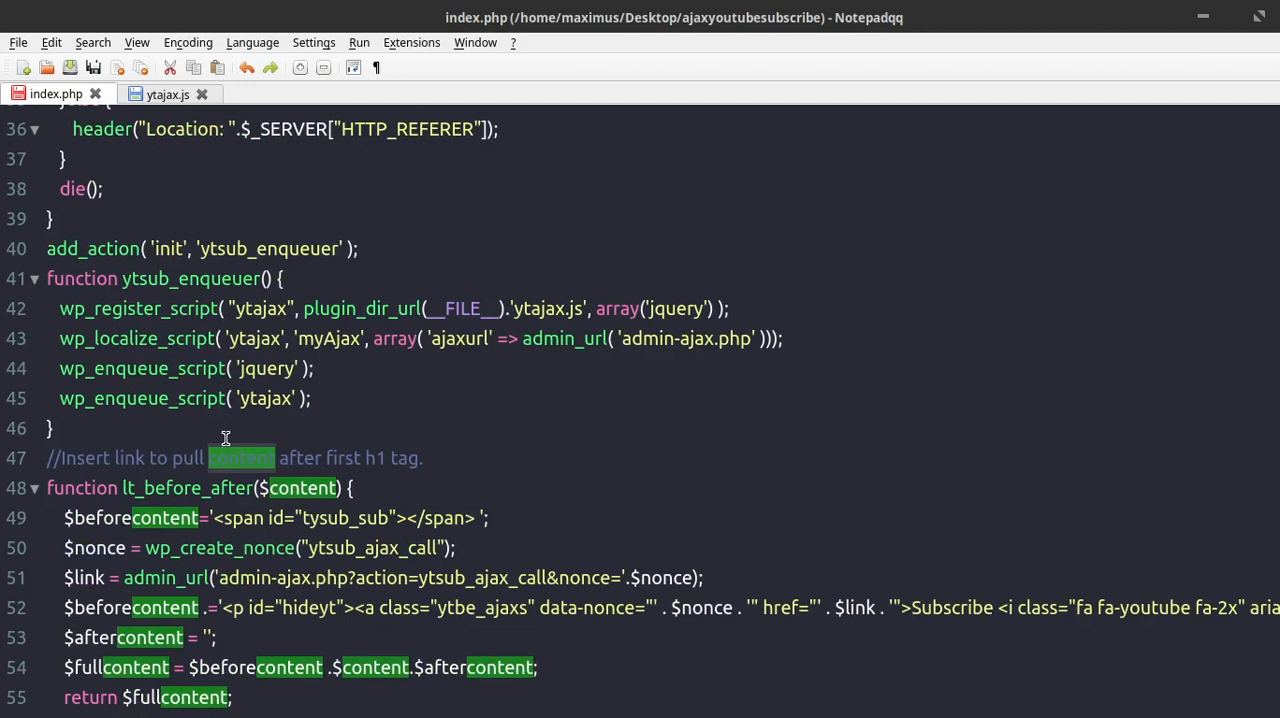 index.php (/home/maximus/Desktop/ajaxyoutubesubscribe) - Notepadqq
File Edit Search View Encoding Language Settings Run Extensions Window ?
index.php ytajax.js
36 header("Location: ".$_SERVER["HTTP_REFERER"]);
37 }
38 die();
39 }
40 add_action( 'init', 'ytsub_enqueuer' );
41 function ytsub_enqueuer() {
42 wp_register_script( "ytajax", plugin_dir_url(__FILE__).'ytajax.js', array('jquery') );
43 wp_localize_script( 'ytajax', 'myAjax', array( 'ajaxurl' => admin_url( 'admin-ajax.php' )));
44 wp_enqueue_script( 'jquery' );
45 wp_enqueue_script( 'ytajax' );
46 }
47 //Insert link to pull content after first h1 tag.
48 function lt_before_after($content) {
49 $beforecontent='<span id="tysub_sub"></span> ';
50 $nonce = wp_create_nonce("ytsub_ajax_call");
51 $link = admin_url('admin-ajax.php?action=ytsub_ajax_call&nonce='.$nonce);
52 $beforecontent .='<p id="hideyt"><a class="ytbe_ajaxs" data-nonce="' . $nonce . '" href="' . $link . '">Subscribe <i class="fa fa-youtube fa-2x" aria
53 $aftercontent = '';
54 $fullcontent = $beforecontent .$content.$aftercontent;
55 return $fullcontent;